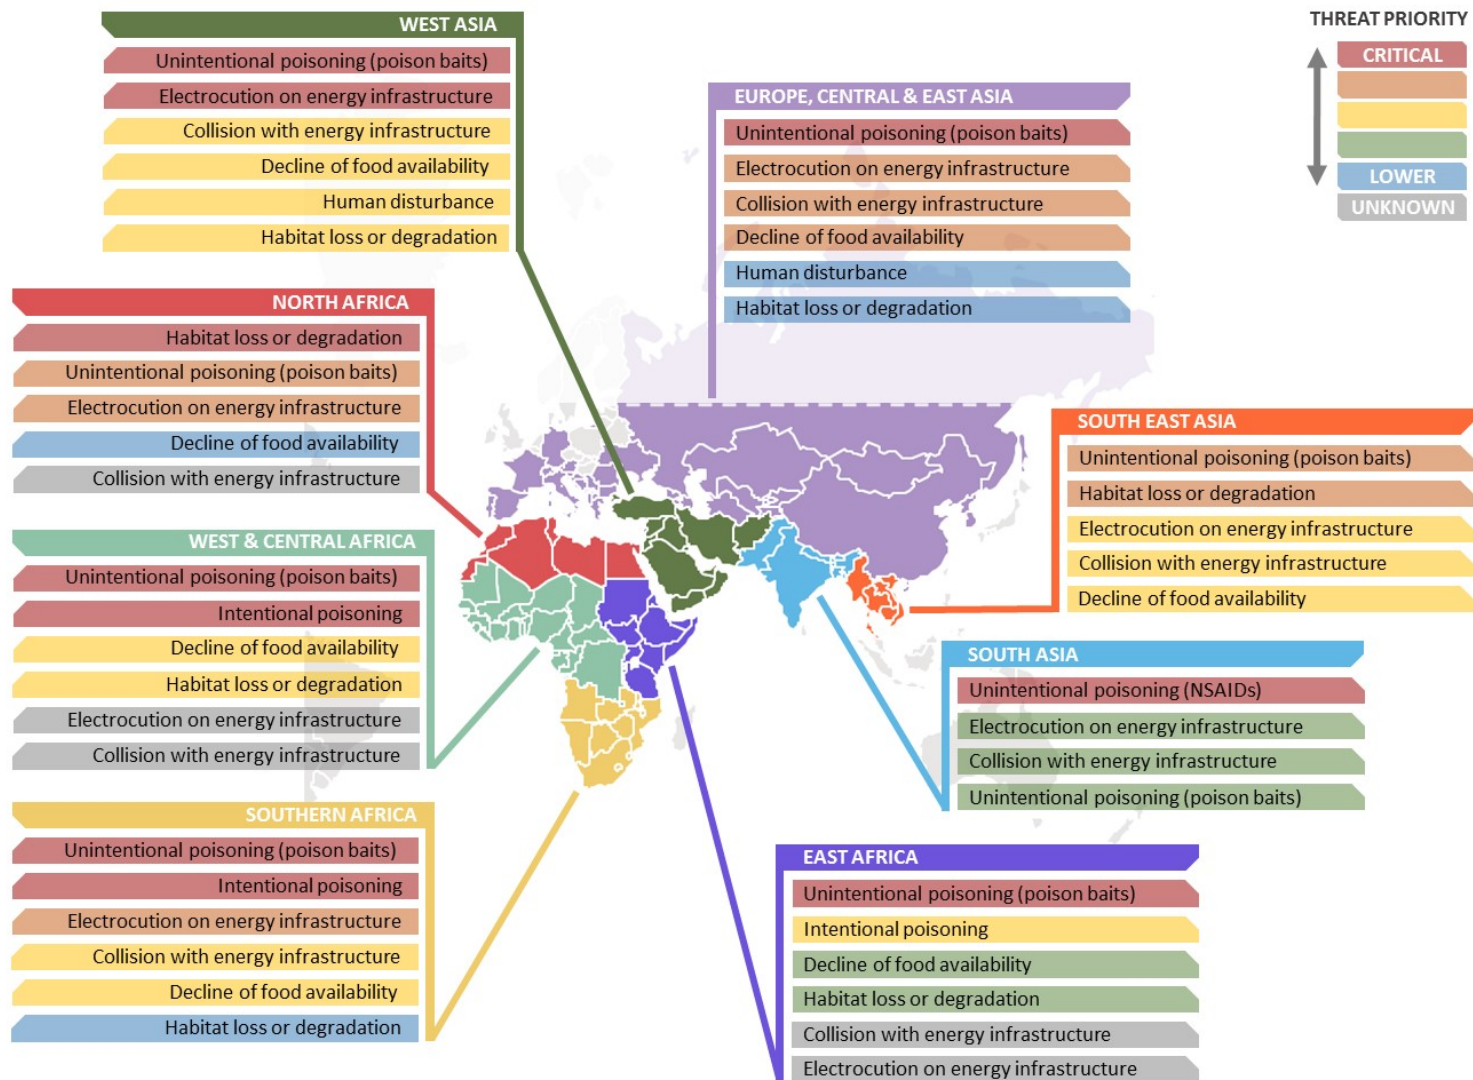 WEST ASIA
Unintentional poisoning (poison baits)
Electrocution on energy infrastructure
Collision with energy infrastructure
Decline of food availability
Human disturbance
Habitat loss or degradation
THREAT PRIORITY
CRITICAL
LOWER
UNKNOWN
EUROPE, CENTRAL & EAST ASIA
Unintentional poisoning (poison baits)
Electrocution on energy infrastructure
Collision with energy infrastructure
Decline of food availability
Human disturbance
Habitat loss or degradation
NORTH AFRICA
Habitat loss or degradation
Unintentional poisoning (poison baits)
Electrocution on energy infrastructure
Decline of food availability
Collision with energy infrastructure
SOUTH EAST ASIA
Unintentional poisoning (poison baits)
Habitat loss or degradation
Electrocution on energy infrastructure
Collision with energy infrastructure
Decline of food availability
WEST & CENTRAL AFRICA
Unintentional poisoning (poison baits)
Intentional poisoning
Decline of food availability
Habitat loss or degradation
Electrocution on energy infrastructure
Collision with energy infrastructure
SOUTH ASIA
Unintentional poisoning (NSAIDs)
Electrocution on energy infrastructure
Collision with energy infrastructure
Unintentional poisoning (poison baits)
SOUTHERN AFRICA
Unintentional poisoning (poison baits)
Intentional poisoning
Electrocution on energy infrastructure
Collision with energy infrastructure
Decline of food availability
Habitat loss or degradation
EAST AFRICA
Unintentional poisoning (poison baits)
Intentional poisoning
Decline of food availability
Habitat loss or degradation
Collision with energy infrastructure
Electrocution on energy infrastructure